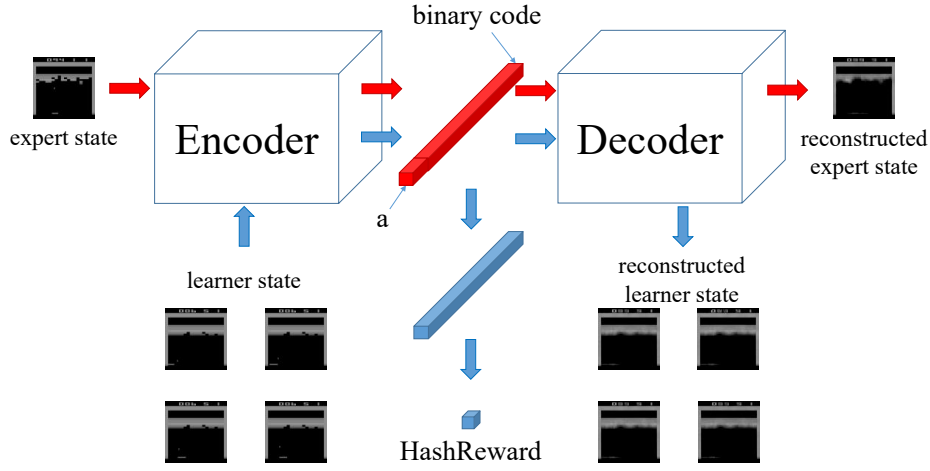 binary code
Encoder
Decoder
expert state
reconstructed
expert state
a
learner state
reconstructed
learner state
HashReward